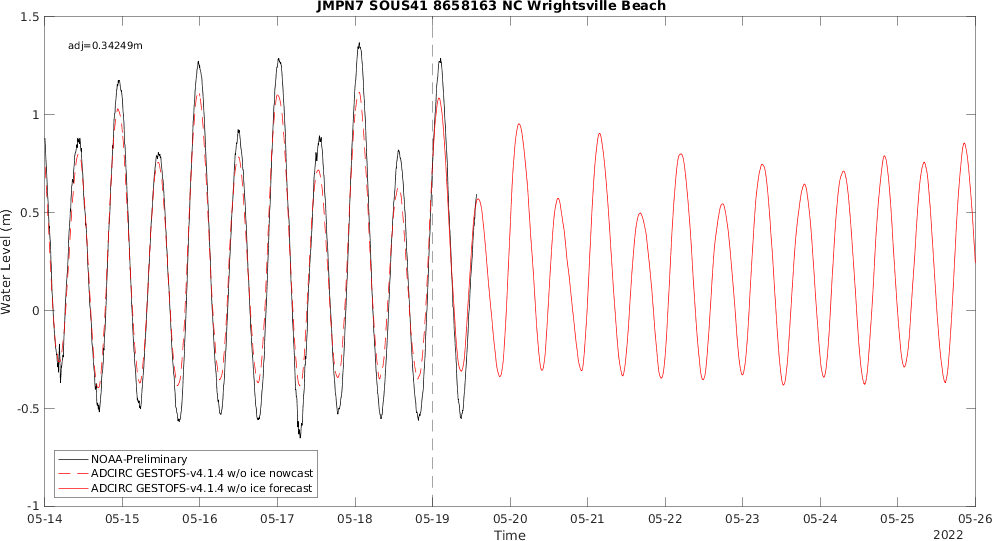 JMPN7 SOUS41 8658163 NC Wrightsville Beach
adj=0.34249m
1.5
1
0.5
0
-0.5
-1
Water Level (m)
NOAA-Preliminary
ADCIRC GESTOFS-v4.1.4 w/o ice nowcast
ADCIRC GESTOFS-v4.1.4 w/o ice forecast
05-14 05-15 05-16 05-17 05-18 05-19 05-20 05-21 05-22 05-23 05-24 05-25 05-26
Time
2022